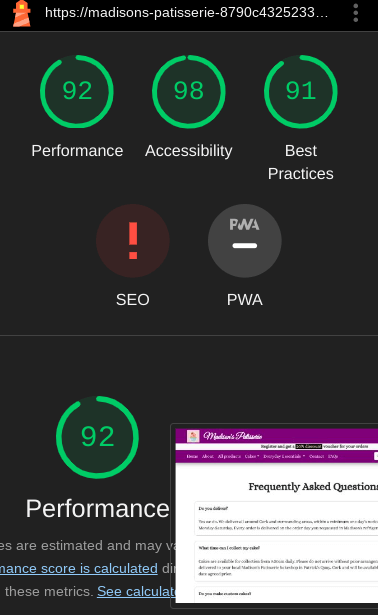 https://madisons-patisserie-8790c4325233…
92
98
91
Performance
Accessibility
Best
Practices
!
PWA
SEO
PWA
92
Performance
es are estimated and may va
mance score is calculated di
these metrics. See calculat
Madison's Patisserie
Register and get a 10% discount voucher for your orders
Home About All products Cakes Everyday Essentials Contact FAQs
Frequently Asked Questions
Do you deliver?
What time can I collect my cake?
Do you make custom cakes?